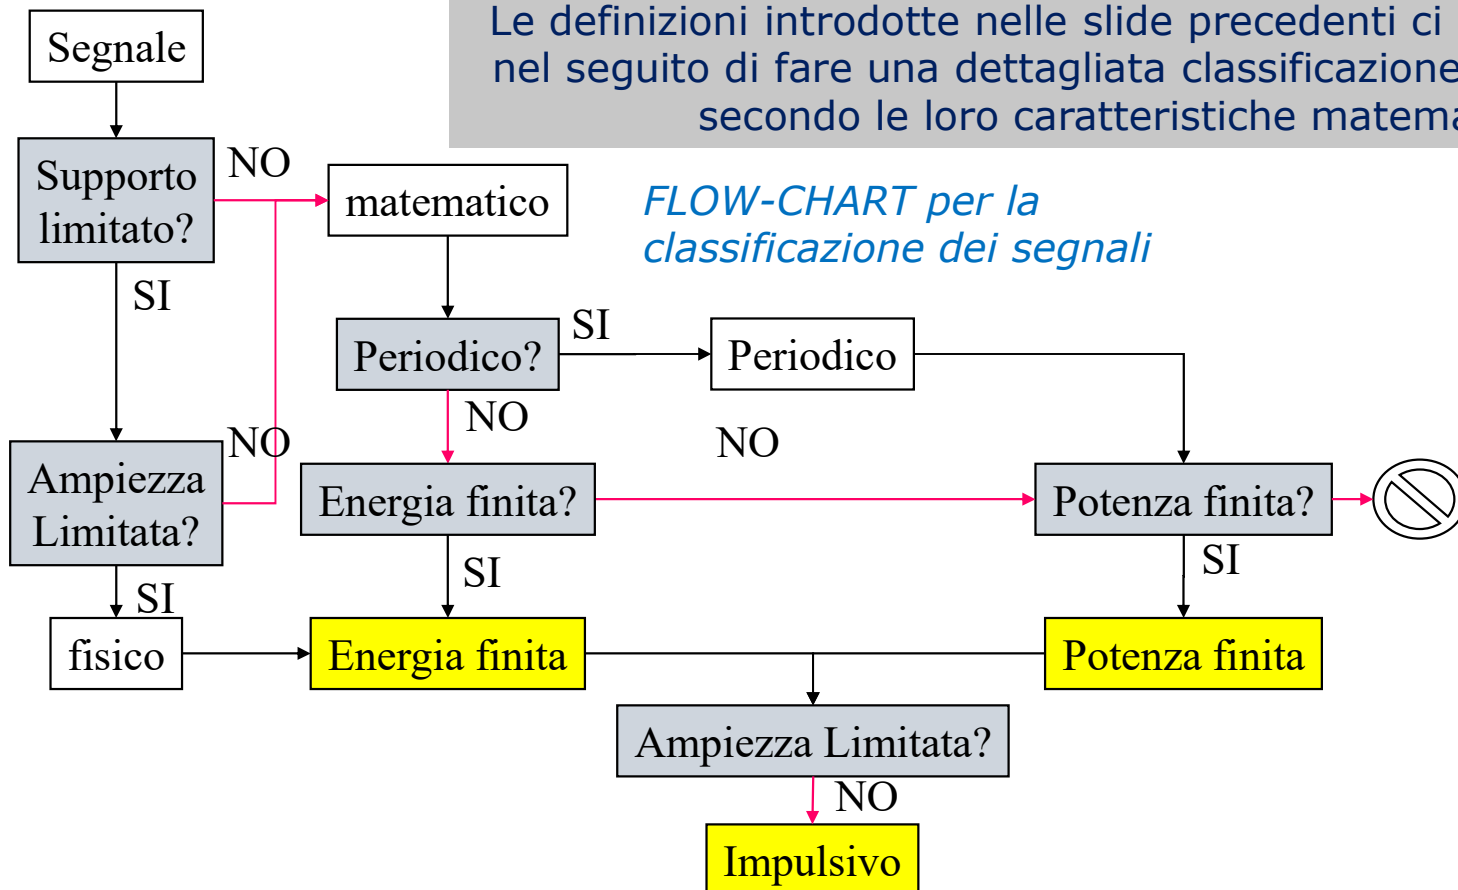 Segnale
Le definizioni introdotte nelle slide precedenti ci
nel seguito di fare una dettagliata classificazione
secondo le loro caratteristiche
Supporto
limitato?
NO
matematico
FLOW-CHART per la
classificazione dei segnali
SI
Periodico?
SI
Periodico
NO
Ampiezza
Limitata?
NO
Energia finita?
NO
Potenza finita?
SI
SI
SI
fisico
Energia finita
Potenza finita
Ampiezza Limitata?
NO
Impulsivo